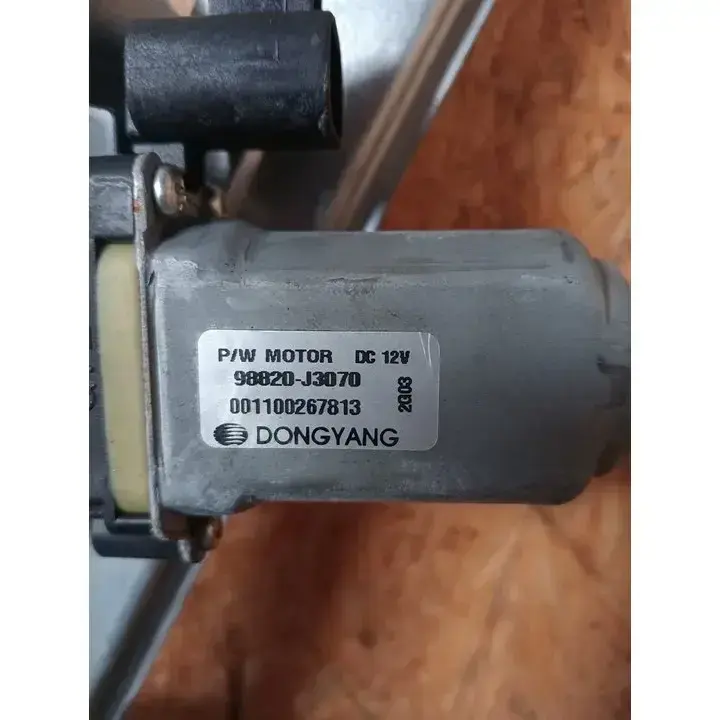 P/W MOTOR DC 12V
98820-J3070
001100267813
2G03
DONGYANG